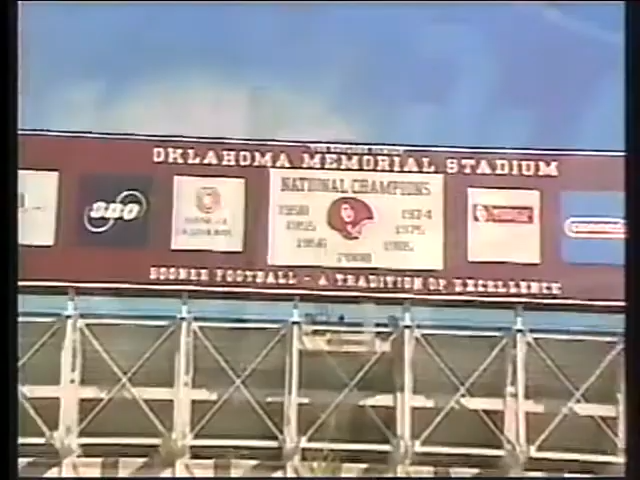 OKLAHOMA MEMORIAL STADIUM
NATIONAL CHAMPIONS
1950 1974
1955 1975
1956 1985
2000
SOONER FOOTBALL - A TRADITION OF EXCELLENCE